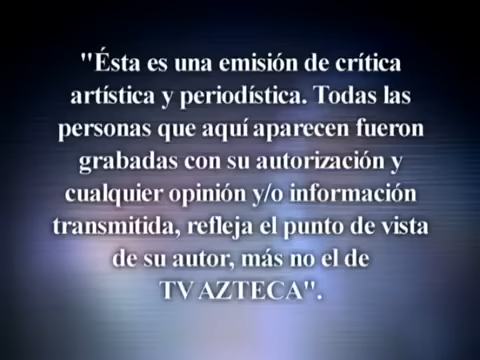 "Ésta es una emisión de crítica
artística y periodística. Todas las
personas que aquí aparecen fueron
grabadas con su autorización y
cualquier opinión y/o información
transmitida, refleja el punto de vista
de su autor, más no el de
TV AZTECA".